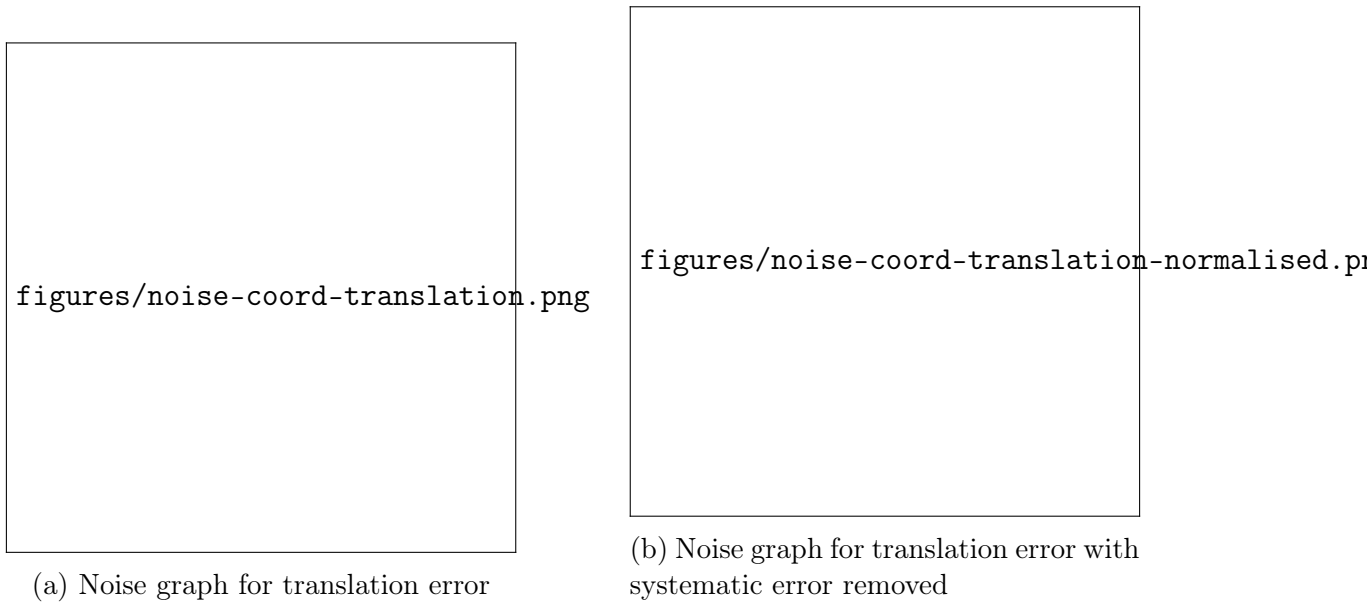 figures/noise-coord-translation.png
(a) Noise graph for translation error
figures/noise-coord-translation-normalised.pn
(b) Noise graph for translation error with
systematic error removed